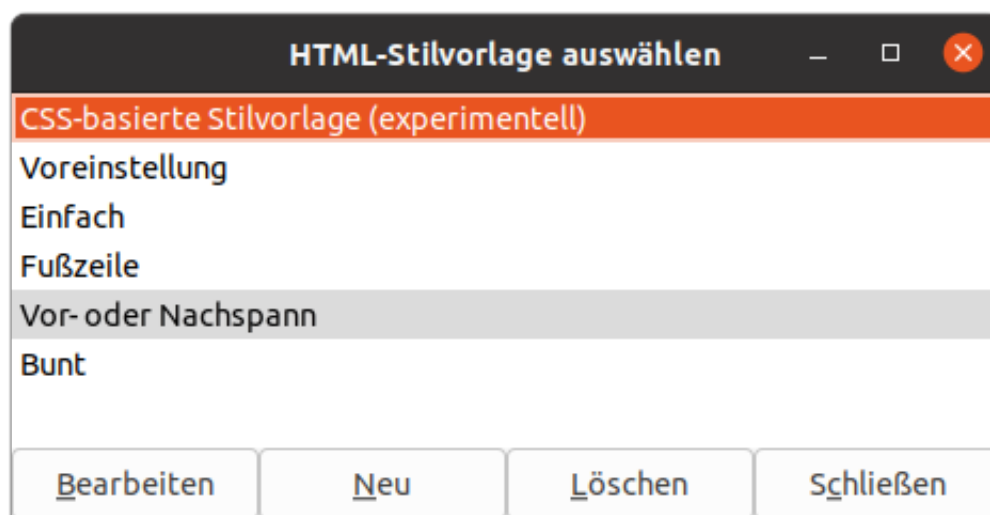 HTML-Stilvorlage auswählen
CSS-basierte Stilvorlage (experimentell)
Voreinstellung
Einfach
Fußzeile
Vor- oder Nachspann
Bunt
Bearbeiten Neu Löschen Schließen